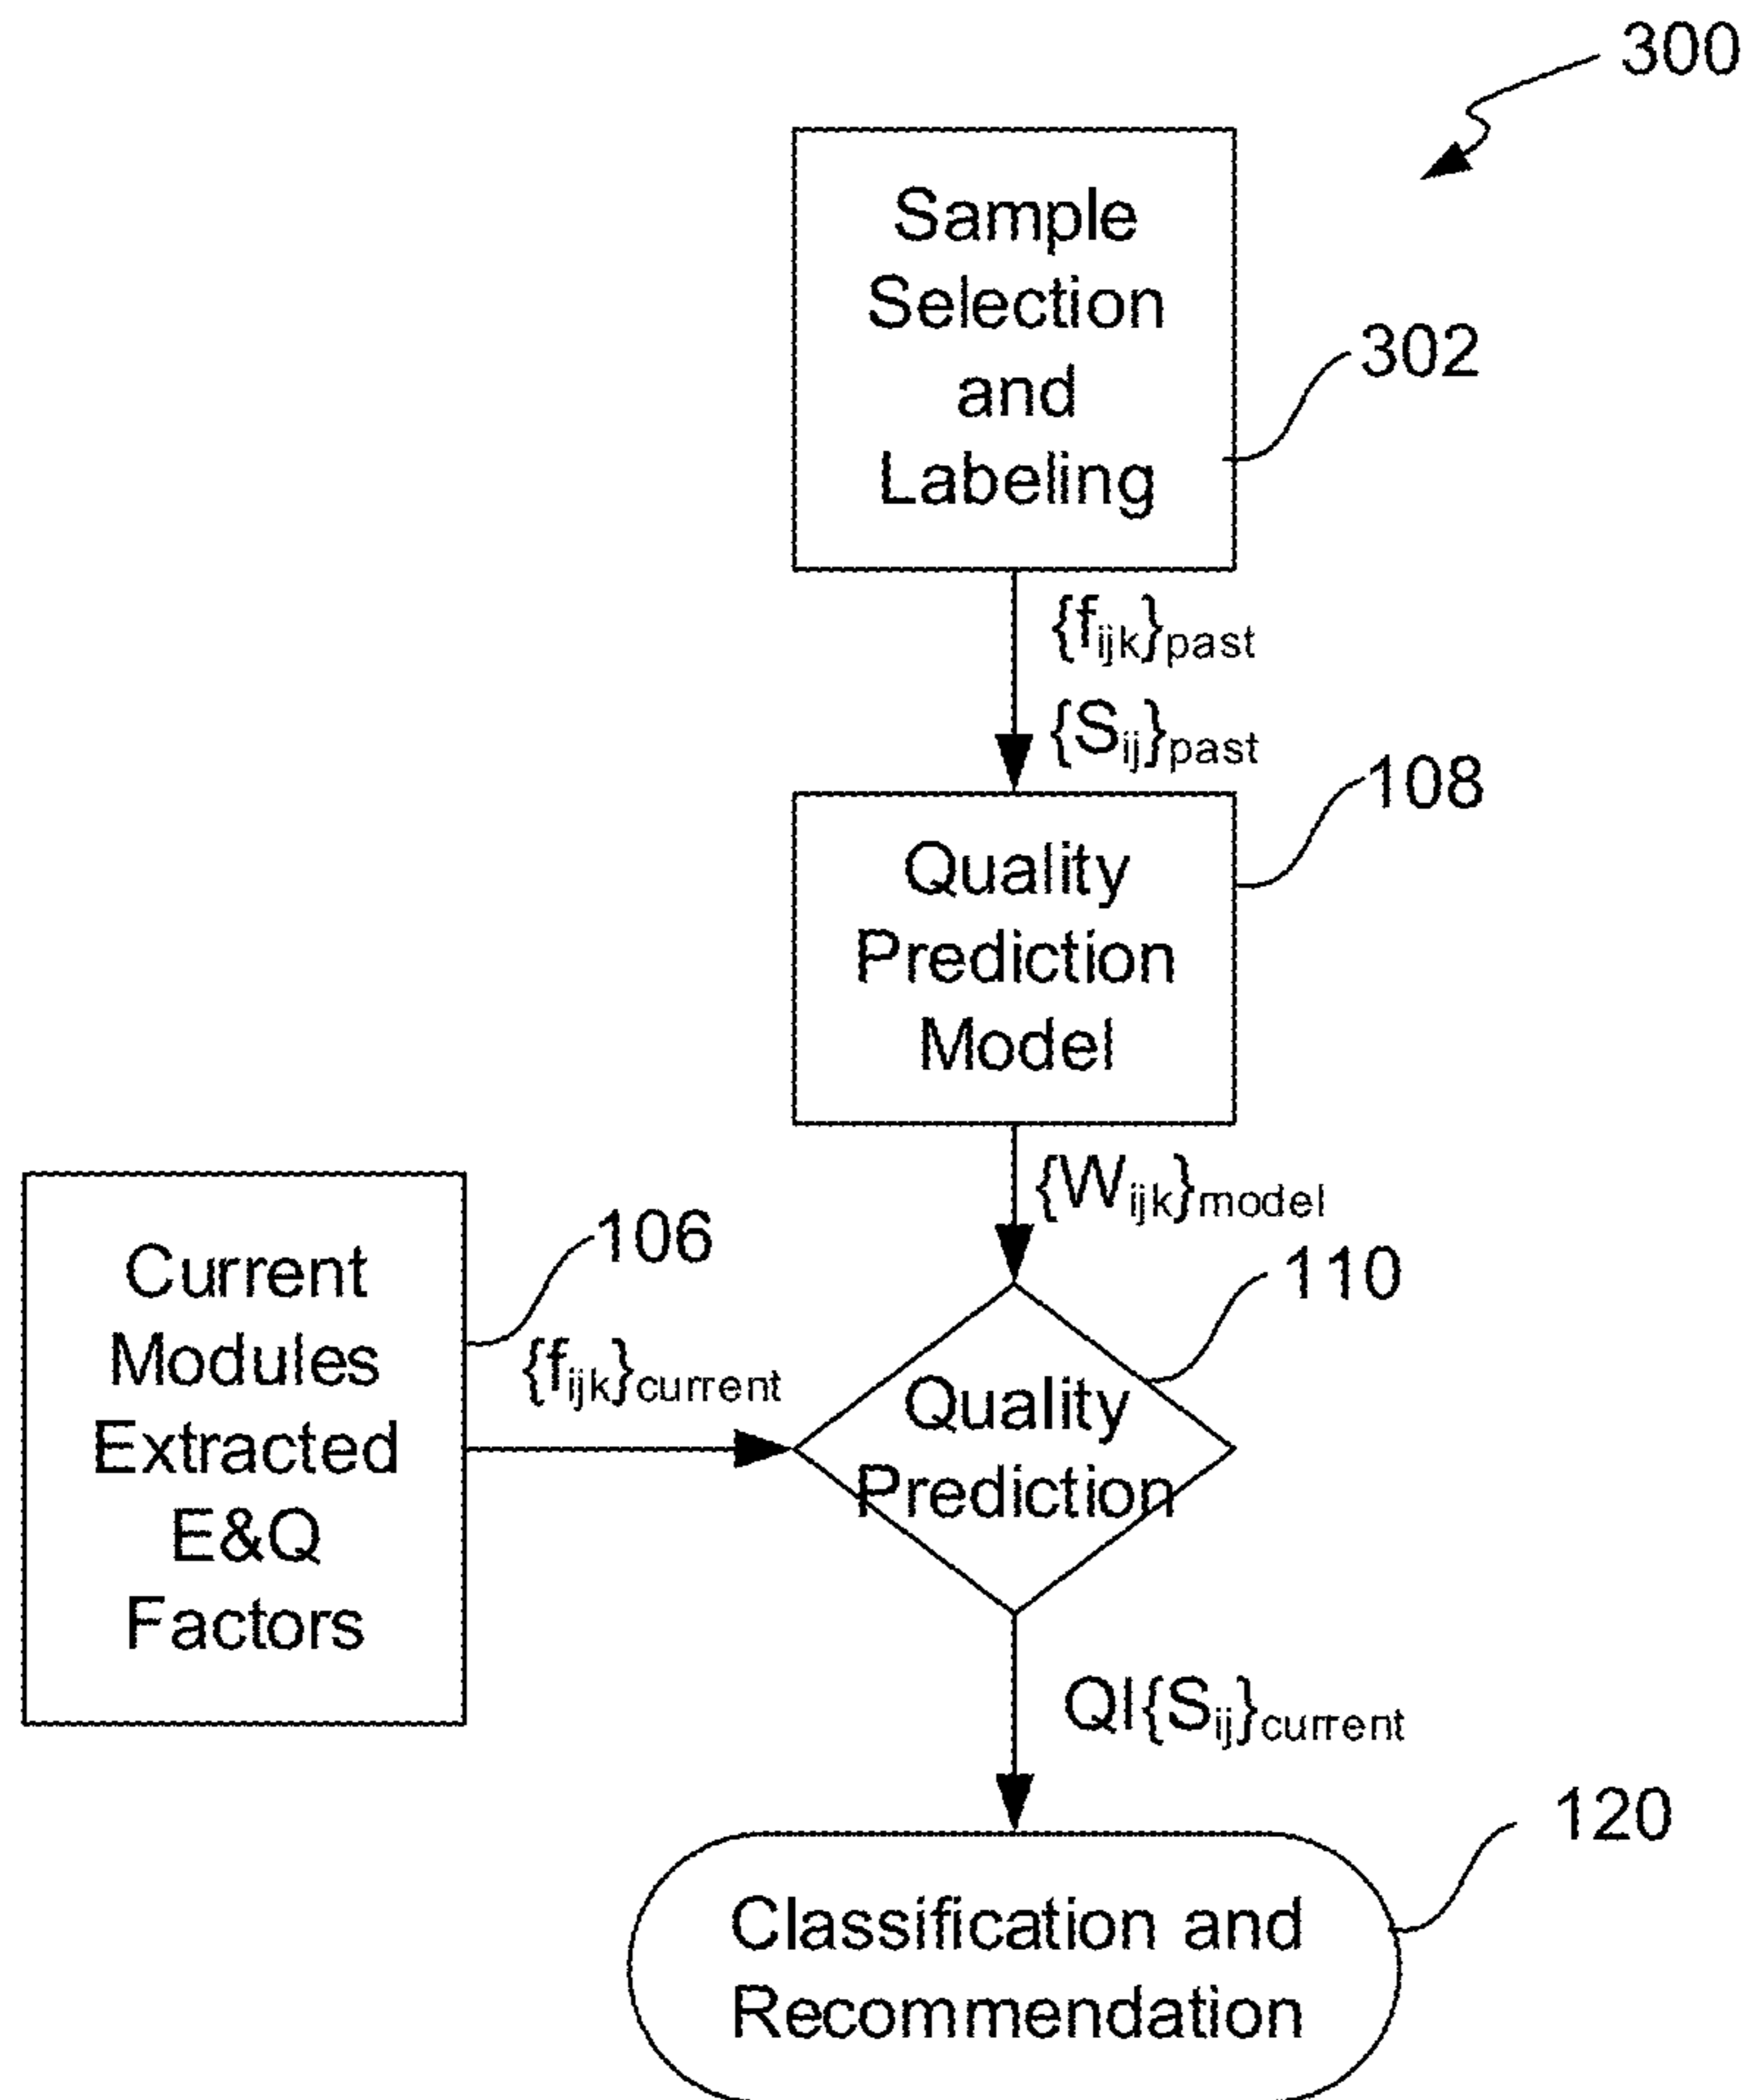 300
Sample
Selection
and
Labeling
302
{fijk}past
{Sij}past
108
Quality
Prediction
Model
{Wijk}model
Current
Modules
Extracted
E&Q
Factors
106
{fijk}current
110
Quality
Prediction
QI{Sij}current
120
Classification and
Recommendation